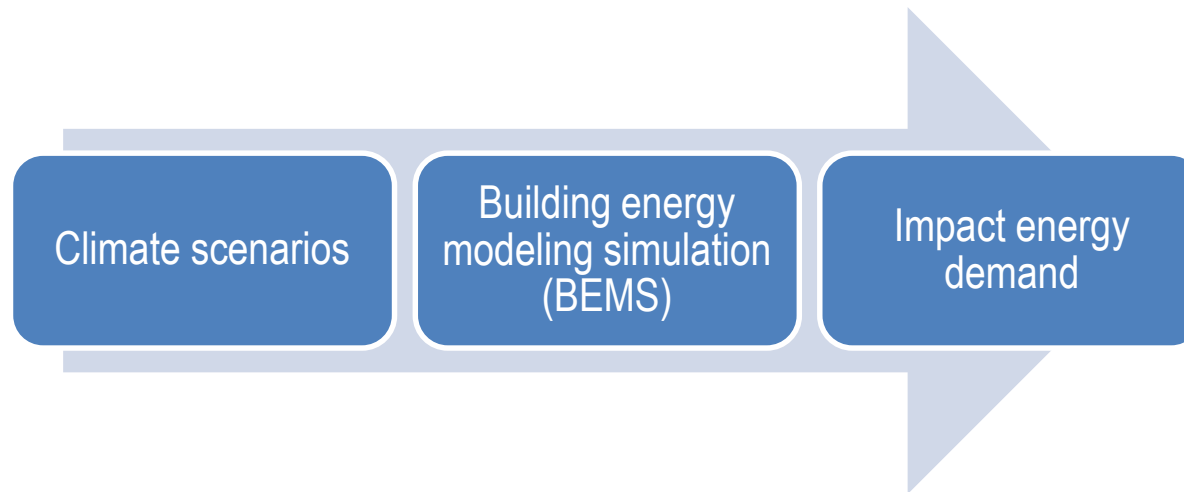 Climate scenarios
Building energy
modeling simulation
(BEMS)
Impact energy
demand